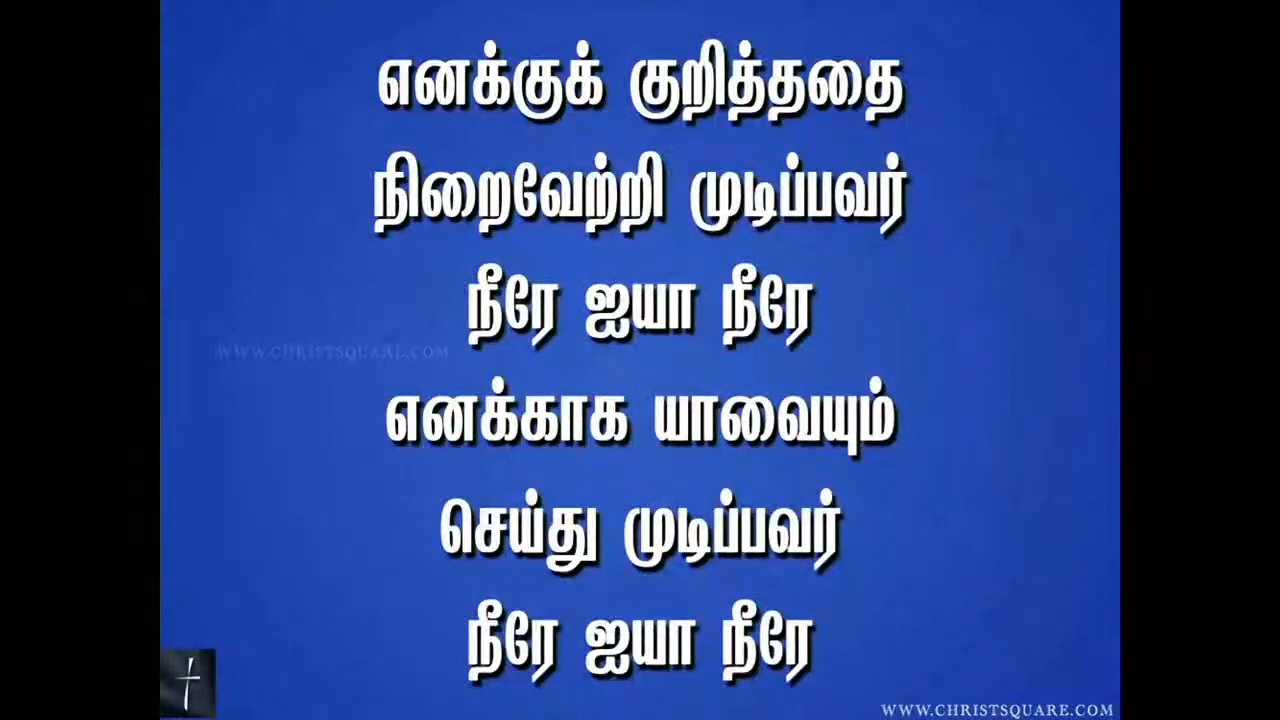 எனக்குக் குறித்ததை
நிறைவேற்றி முடிப்பவர்
நீரே ஐயா நீரே
WWW.CHRISTSQUARE.COM
எனக்காக யாவையும்
செய்து முடிப்பவர்
நீரே ஐயா நீரே
WWW.CHRISTSQUARE.COM